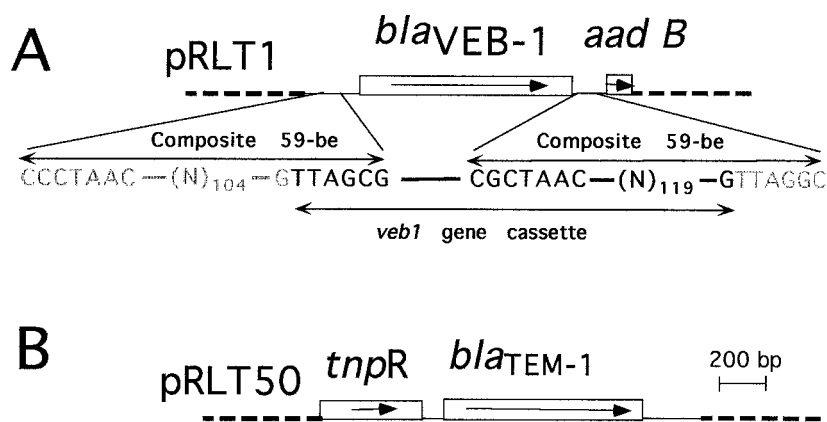 A
pRLT1 blaVEB-1 aad B
Composite 59-be Composite 59-be
CCCTAAC—(N)104—GTTAGCG — CGCTAAC—(N)119—GTTAGGC
veb1 gene cassette
B
pRLT50 tnpR blaTEM-1 200 bp